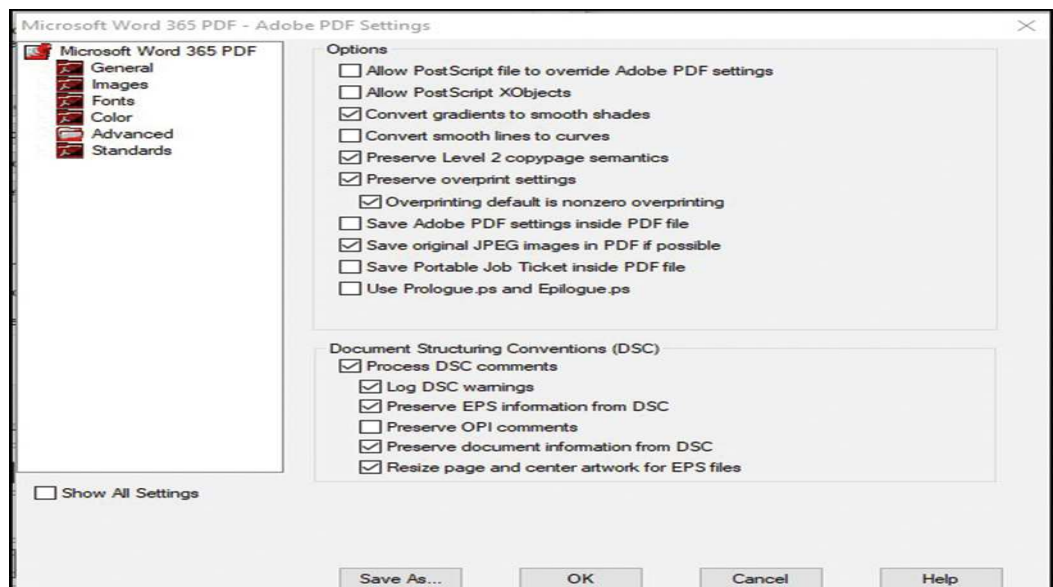 Microsoft Word 365 PDF - Adobe PDF Settings
Microsoft Word 365 PDF
General
Images
Fonts
Color
Advanced
Standards
Show All Settings
Options
Allow PostScript file to override Adobe PDF settings
Allow PostScript XObjects
Convert gradients to smooth shades
Convert smooth lines to curves
Preserve Level 2 copypage semantics
Preserve overprint settings
Overprinting default is nonzero overprinting
Save Adobe PDF settings inside PDF file
Save original JPEG images in PDF if possible
Save Portable Job Ticket inside PDF file
Use Prologue.ps and Epilogue.ps
Document Structuring Conventions (DSC)
Process DSC comments
Log DSC warnings
Preserve EPS information from DSC
Preserve OPI comments
Preserve document information from DSC
Resize page and center artwork for EPS files
Save As...
OK
Cancel
Help